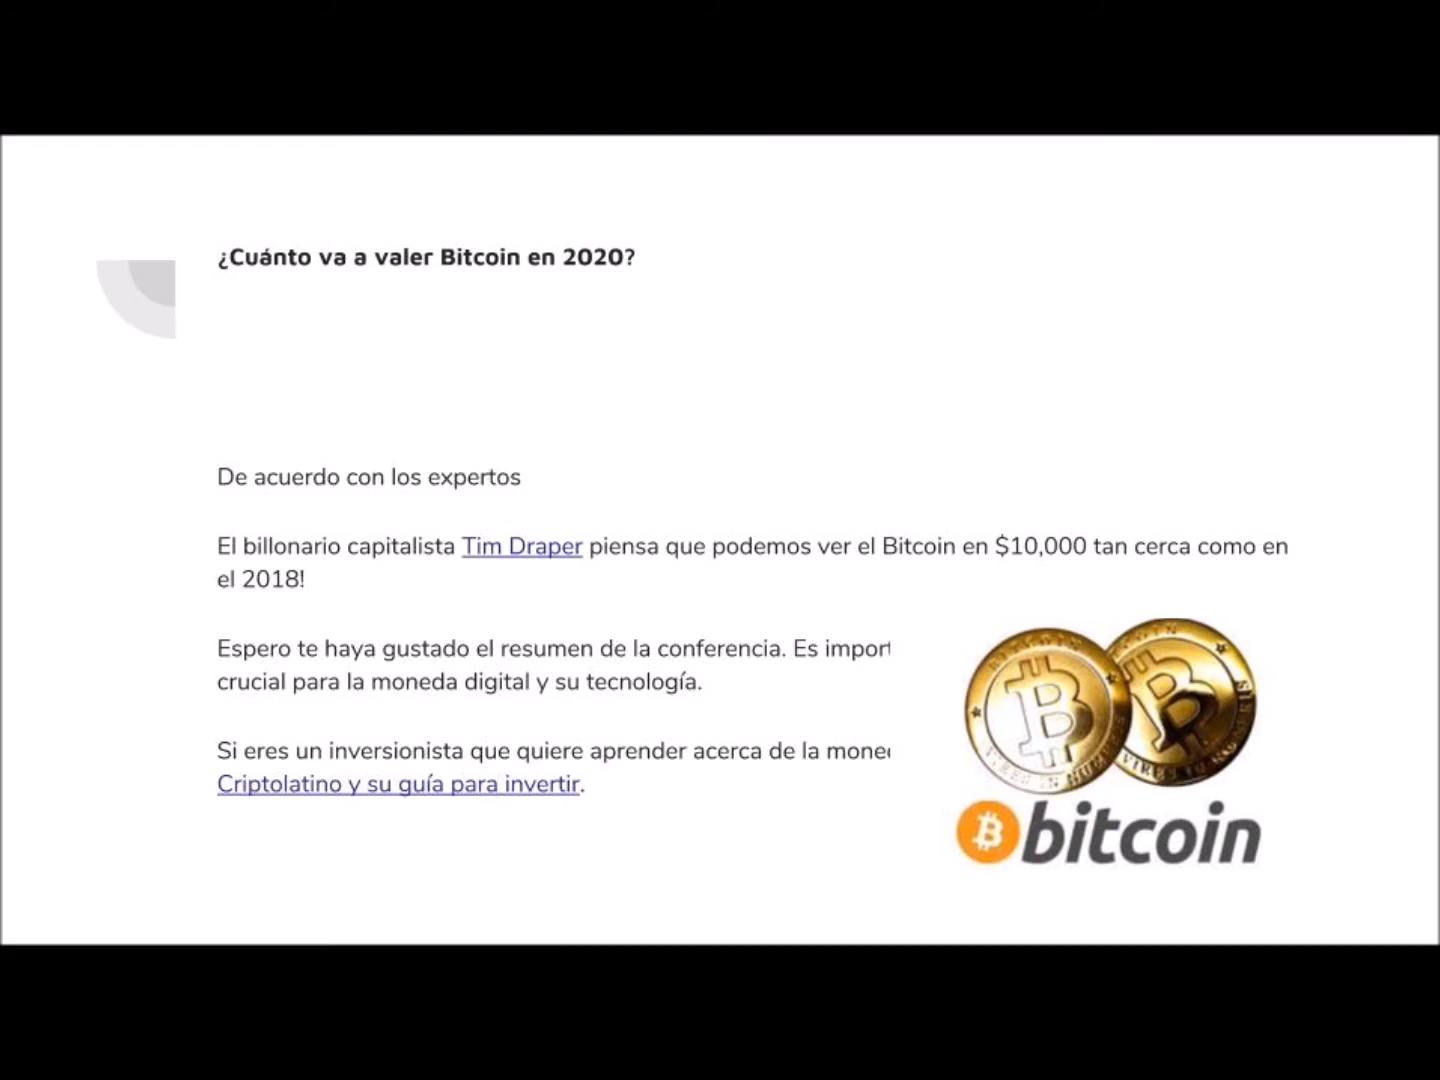 ¿Cuánto va a valer Bitcoin en 2020?
De acuerdo con los expertos
El billonario capitalista Tim Draper piensa que podemos ver el Bitcoin en $10,000 tan cerca como en
el 2018!
Espero te haya gustado el resumen de la conferencia. Es
crucial para la moneda digital y su tecnología.
Si eres un inversionista que quiere aprender acerca de la
Criptolatino y su guía para invertir.
BITCOIN
VIRES IN
bitcoin